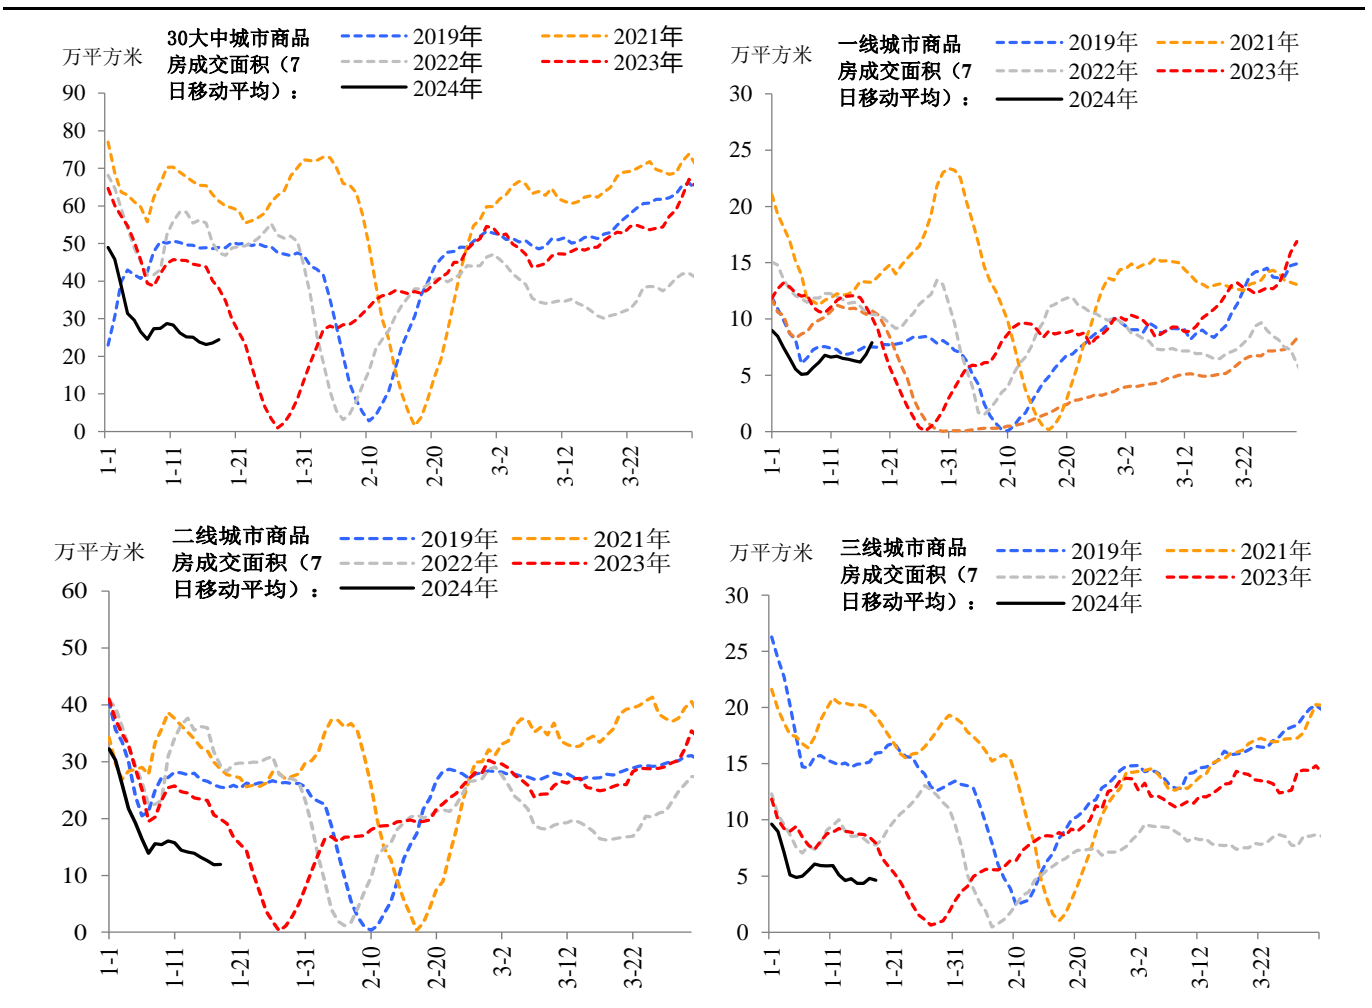 万平方米
30大中城市商品
房成交面积（7
日移动平均）：
2019年
2021年
2022年
2023年
2024年
90
80
70
60
50
40
30
20
10
0
1-1
1-11
1-21
1-31
2-10
2-20
3-2
3-12
3-22
万平方米
一线城市商品
房成交面积（7
日移动平均）：
2019年
2021年
2022年
2023年
2024年
30
25
20
15
10
5
0
1-1
1-11
1-21
1-31
2-10
2-20
3-2
3-12
3-22
万平方米
二线城市商品
房成交面积（7
日移动平均）：
2019年
2021年
2022年
2023年
2024年
60
50
40
30
20
10
0
1-1
1-11
1-21
1-31
2-10
2-20
3-2
3-12
3-22
万平方米
三线城市商品
房成交面积（7
日移动平均）：
2019年
2021年
2022年
2023年
2024年
30
25
20
15
10
5
0
1-1
1-11
1-21
1-31
2-10
2-20
3-2
3-12
3-22